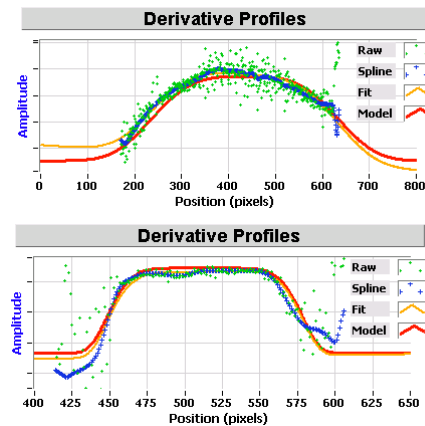 Derivative Profiles
Amplitude
Raw
Spline
Fit
Model
0 100 200 300 400 500 600 700 800
Position (pixels)
Derivative Profiles
Amplitude
Raw
Spline
Fit
Model
400 425 450 475 500 525 550 575 600 625 650
Position (pixels)